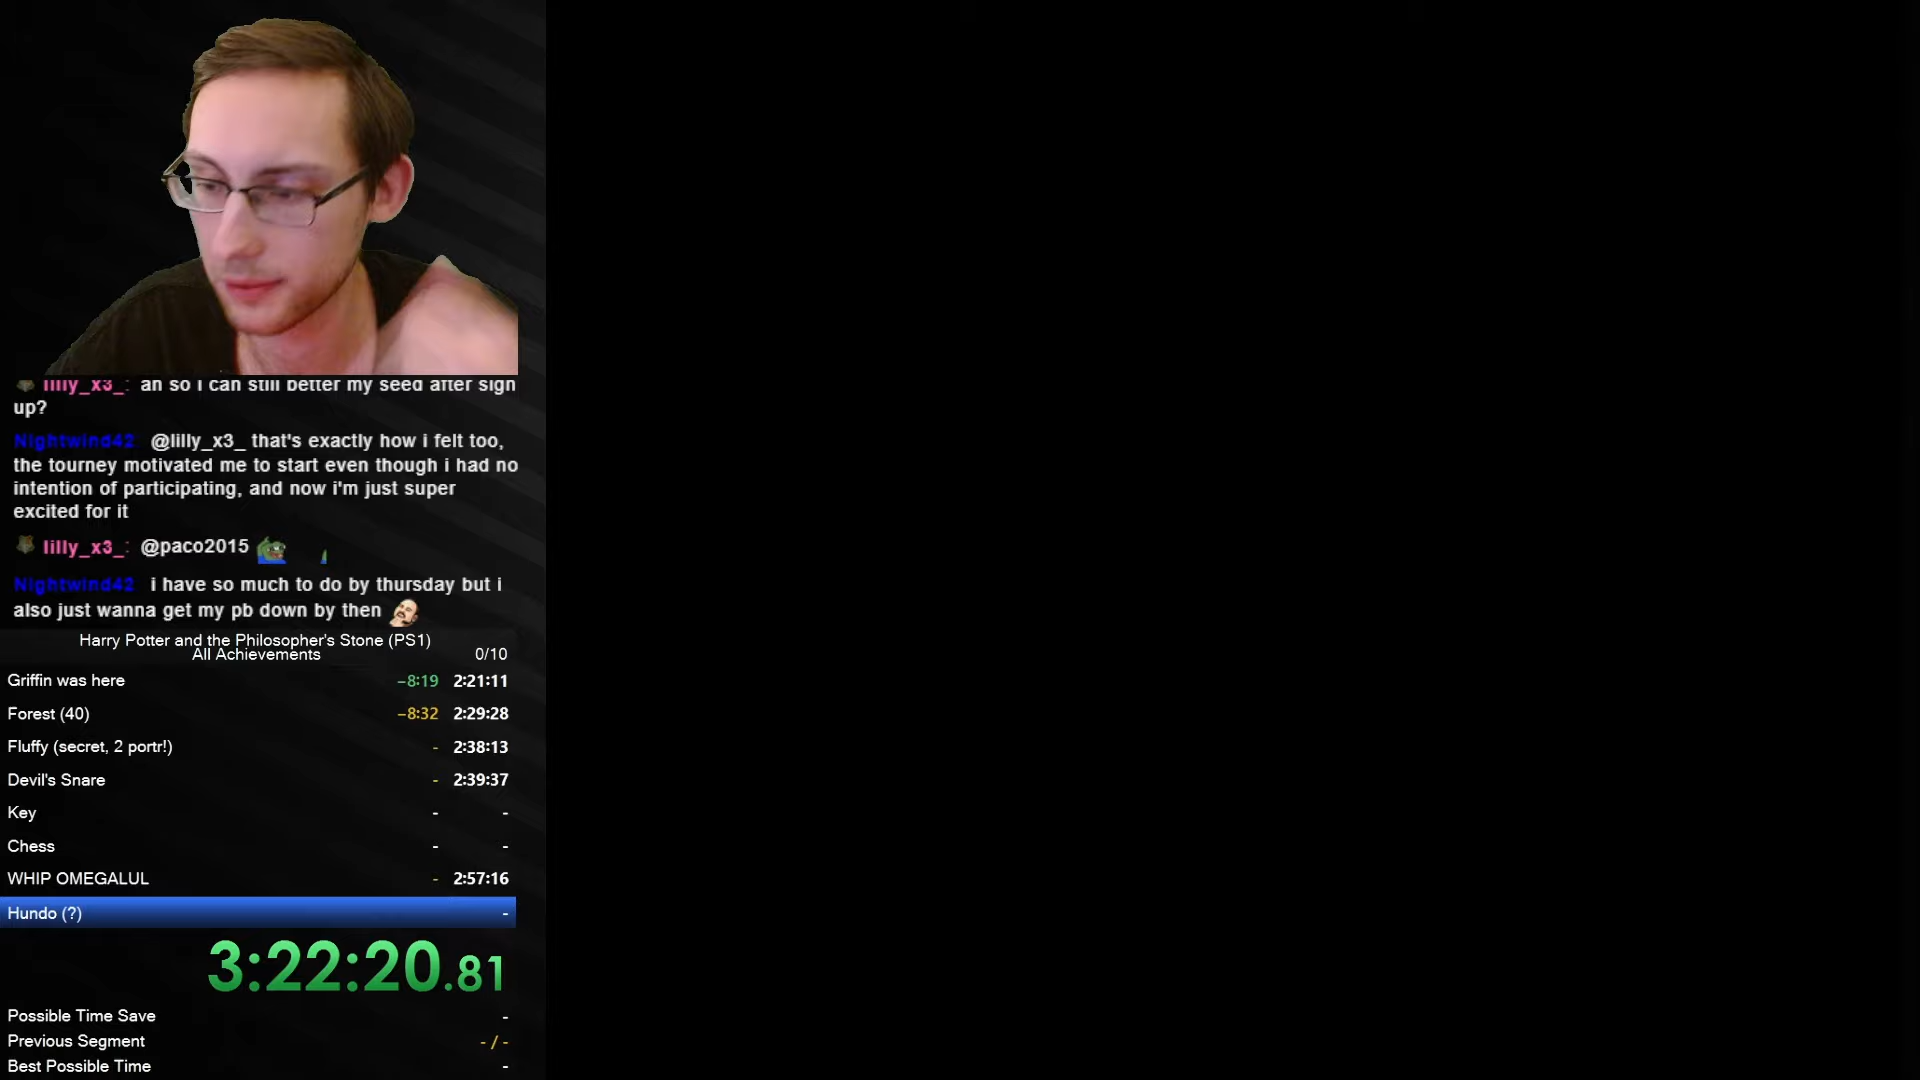 lilly_x3_: ah so i can still better my seed after sign
up?
Nightwind42 @lilly_x3_ that's exactly how i felt too,
the tourney motivated me to start even though i had no
intention of participating, and now i'm just super
excited for it
lilly_x3_: @paco2015
Nightwind42 i have so much to do by thursday but i
also just wanna get my pb down by then
Harry Potter and the Philosopher's Stone (PS1)
All Achievements 0/10
Griffin was here −8:19 2:21:11
Forest (40) −8:32 2:29:28
Fluffy (secret, 2 portr!) - 2:38:13
Devil's Snare - 2:39:37
Key - -
Chess - -
WHIP OMEGALUL - 2:57:16
Hundo (?) -
3:22:20.81
Possible Time Save -
Previous Segment - / -
Best Possible Time -